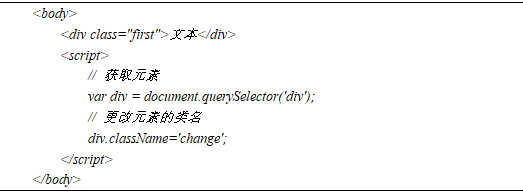 <body>
<div class="first">文本</div>
<script>
// 获取元素
var div = document.querySelector('div');
// 更改元素的类名
div.className='change';
</script>
</body>